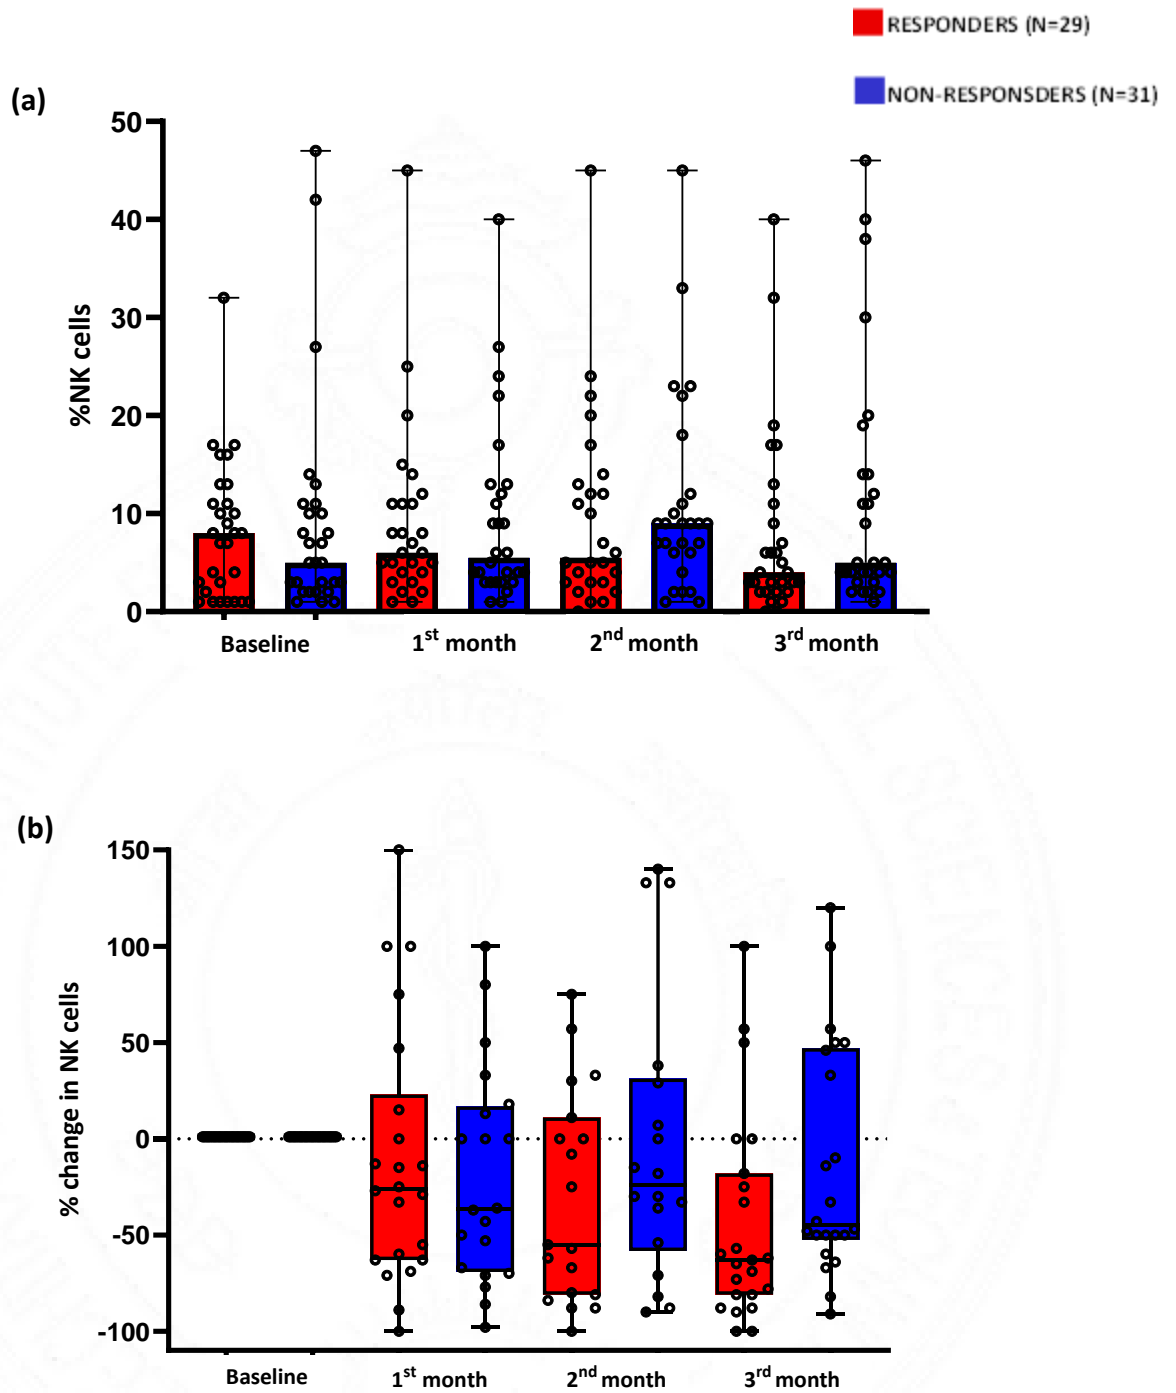 RESPONDERS (N=29)
NON-RESPONSDERS (N=31)
(a)
%NK cells
50
40
30
20
10
0
Baseline 1st month 2nd month 3rd month
(b)
% change in NK cells
150
100
50
0
-50
-100
Baseline 1st month 2nd month 3rd month